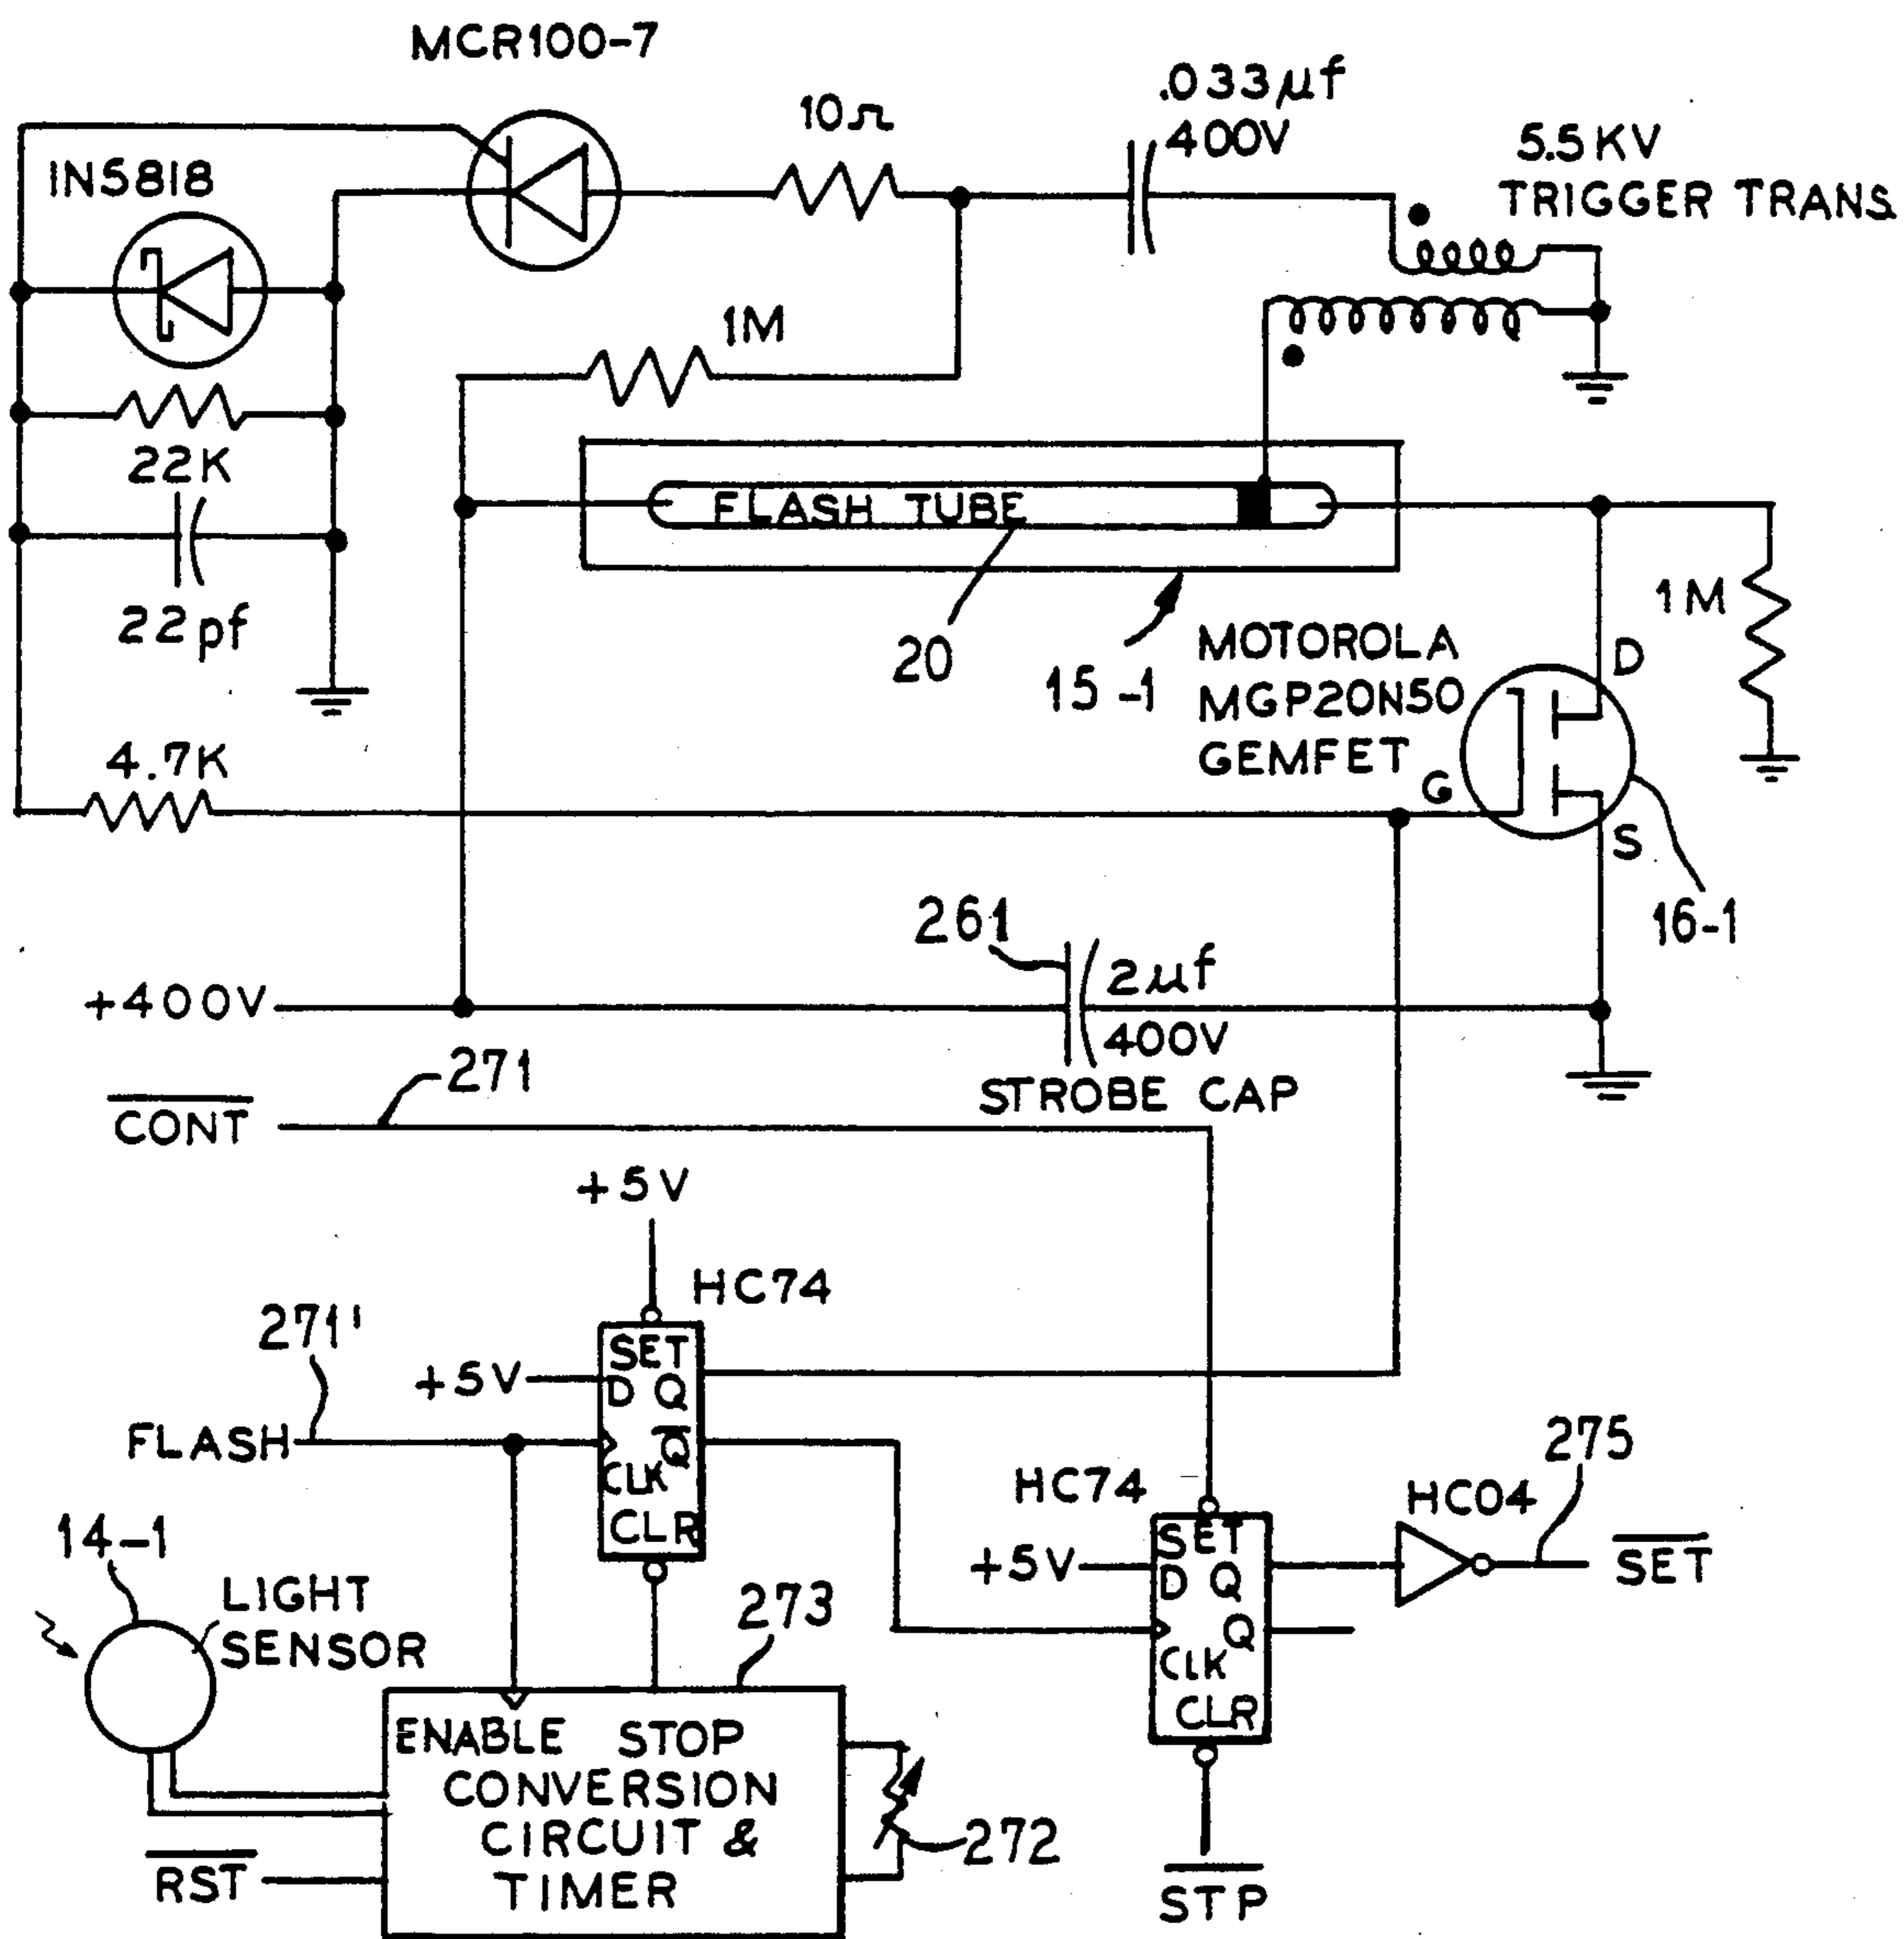 MCR100-7
10Ω
.033µf
400V
5.5KV
TRIGGER TRANS.
IN5818
1M
22K
22pf
FLASH TUBE
20
15-1
MOTOROLA
MGP20N50
GEMFET
D
G
S
1M
16-1
4.7K
261
+400V
2µf
400V
STROBE CAP
271
CONT
+5V
HC74
271'
+5V
SET
D Q
FLASH
Q
CLK
CLR
HC74
+5V
SET
D Q
Q
CLK
CLR
HC04
275
SET
14-1
LIGHT
SENSOR
273
ENABLE STOP
CONVERSION
CIRCUIT &
TIMER
272
RST
STP